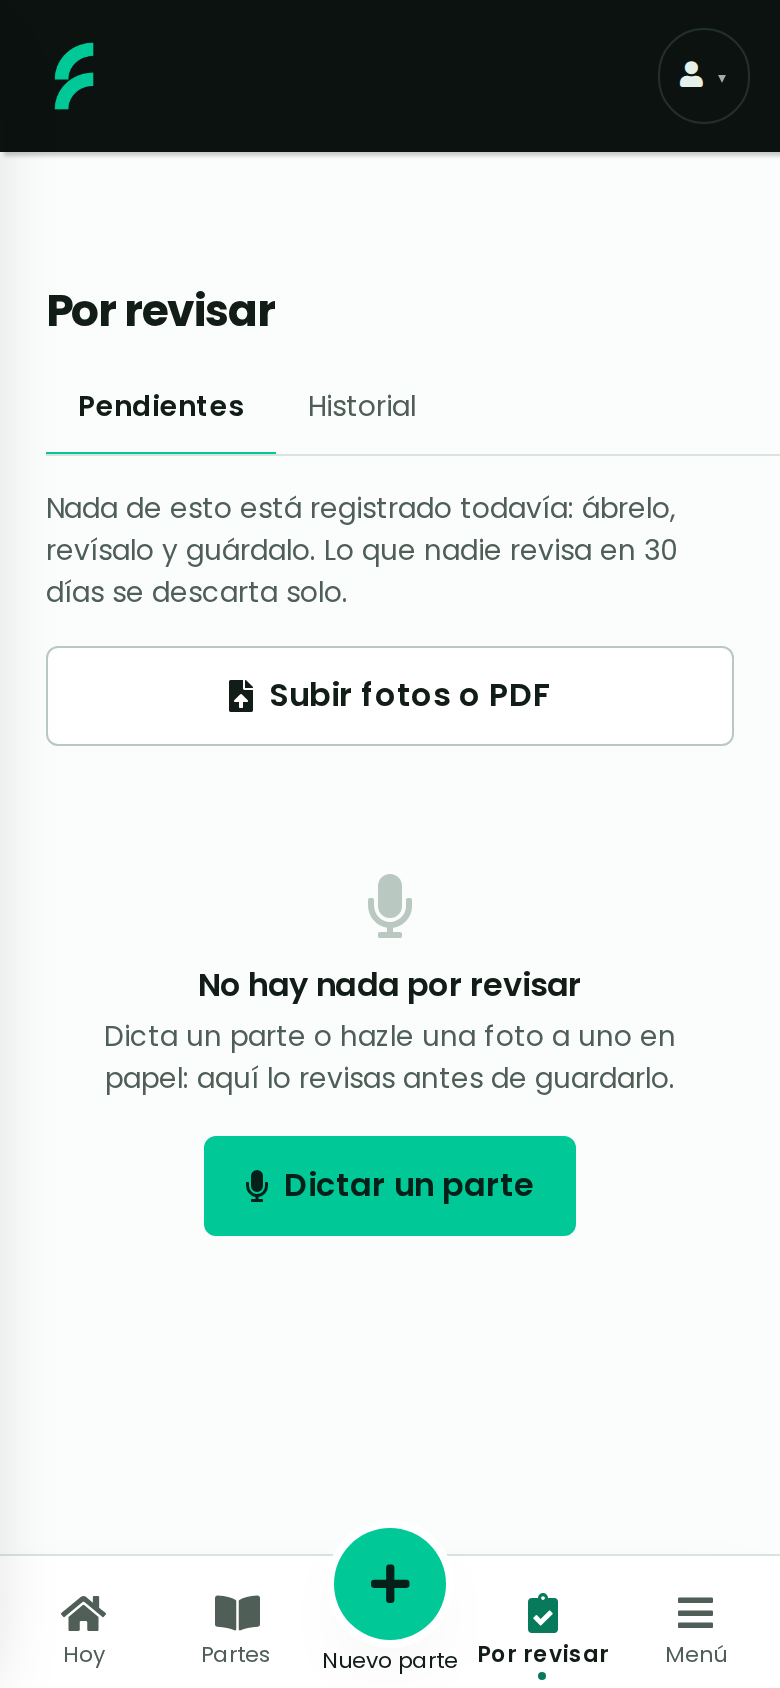 Por revisar
Pendientes
Historial
Nada de esto está registrado todavía: ábrelo,
revísalo y guárdalo. Lo que nadie revisa en 30
días se descarta solo.
Subir fotos o PDF
No hay nada por revisar
Dicta un parte o hazle una foto a uno en
papel: aquí lo revisas antes de guardarlo.
Dictar un parte
Hoy
Partes
Nuevo parte
Por revisar
Menú